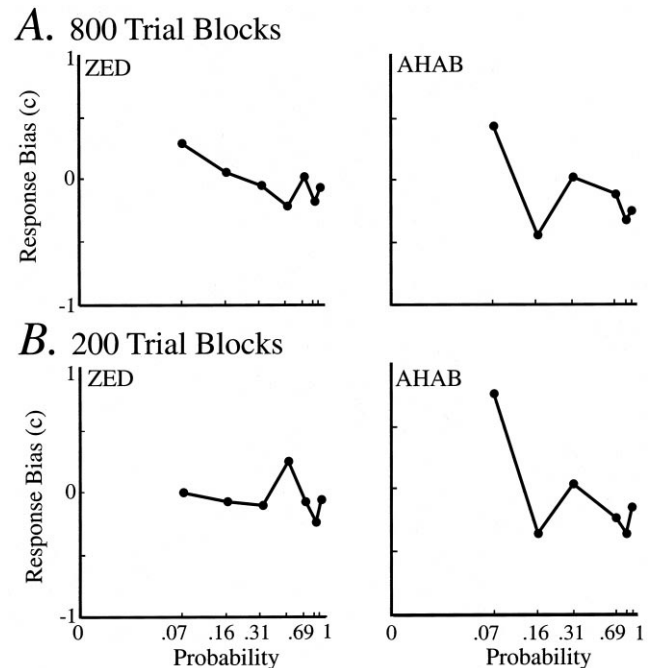 A. 800 Trial Blocks
1
ZED
AHAB
Response Bias (c)
0
-1
B. 200 Trial Blocks
1
ZED
AHAB
Response Bias (c)
0
-1
0 .07 .16 .31 .69 1
0 .07 .16 .31 .69 1
Probability
Probability